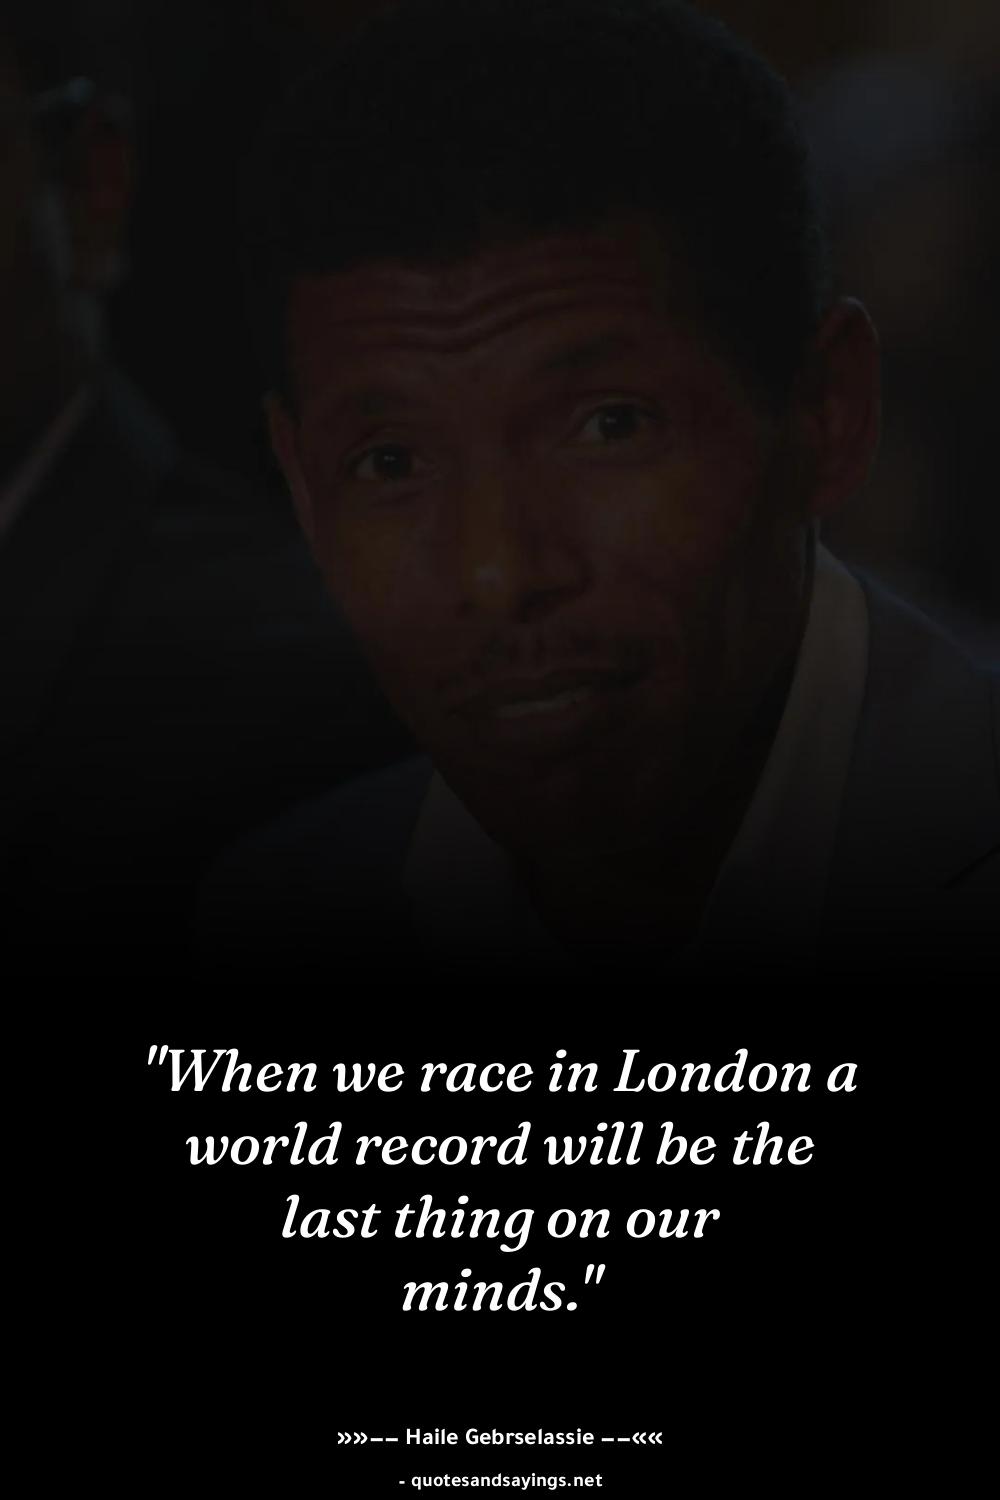 "When we race in London a
world record will be the
last thing on our
minds."
»»–– Haile Gebrselassie ––««
- quotesandsayings.net